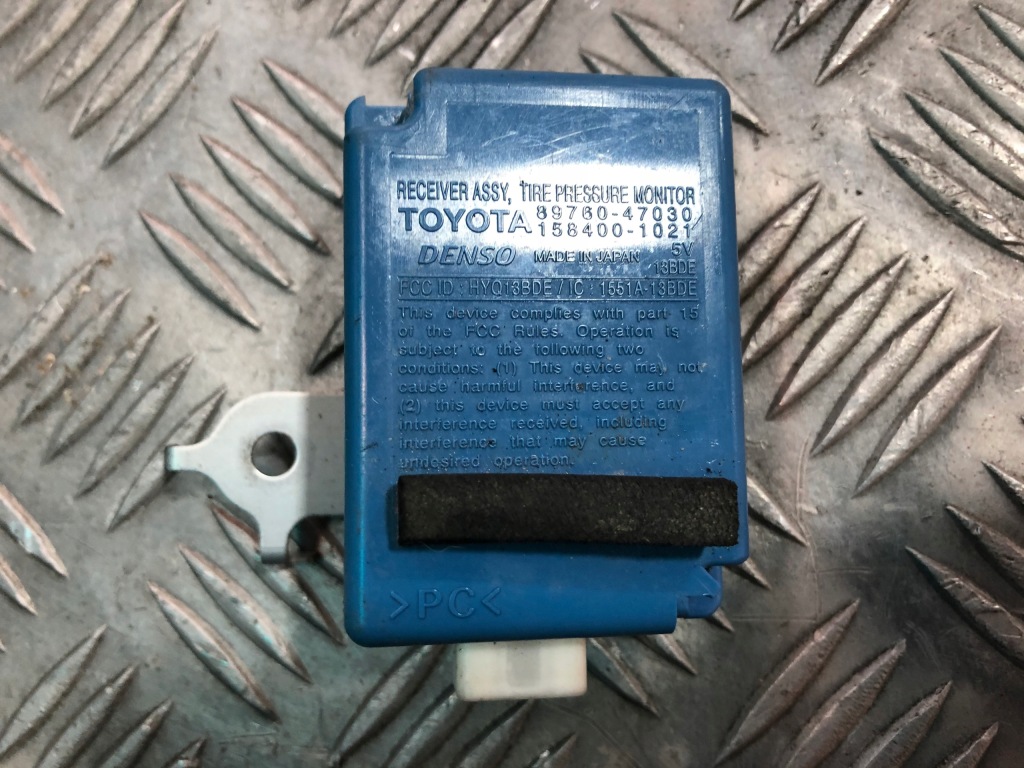 RECEIVER ASSY, TIRE PRESSURE MONITOR
TOYOTA 89760-47030
158400-1021
DENSO MADE IN JAPAN 5V
13BDE
FCC ID : HYQ13BDE / IC : 1551A-13BDE
This device complies with part 15
of the FCC Rules. Operation is
subject to the following two
conditions: (1) This device may not
cause harmful interference, and
(2) this device must accept any
interference received, including
interference that may cause
undesired operation.
>PC<